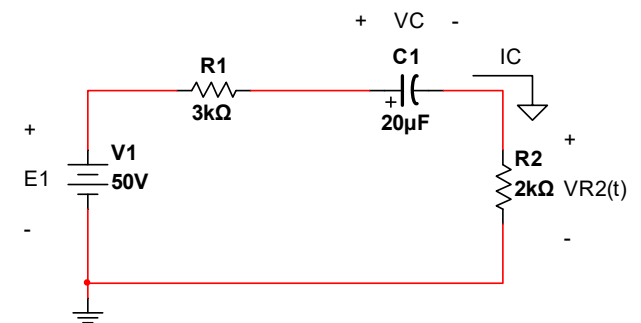 + VC -
C1
IC
R1
+
3kΩ
20μF
+
V1
E1
50V
-
R2
+
2kΩ
VR2(t)
-